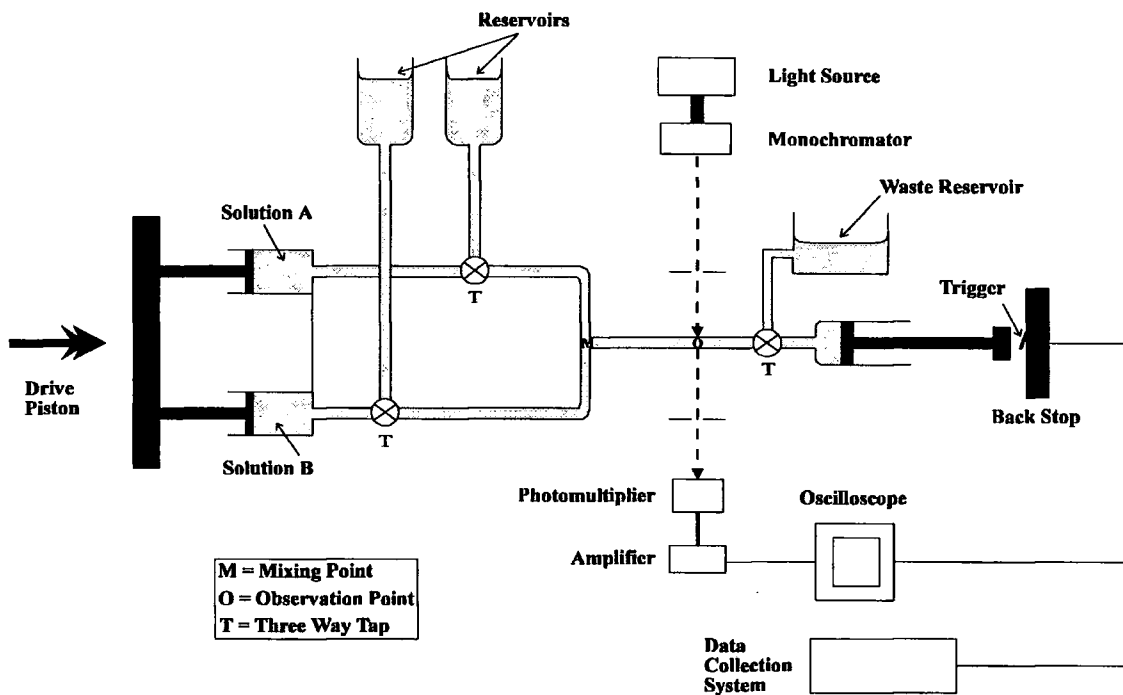 Reservoirs
Light Source
Monochromator
Waste Reservoir
Solution A
Trigger
T
M
O
T
Drive
Piston
T
Back Stop
Solution B
Photomultiplier
Oscilloscope
Amplifier
M = Mixing Point
O = Observation Point
T = Three Way Tap
Data
Collection
System